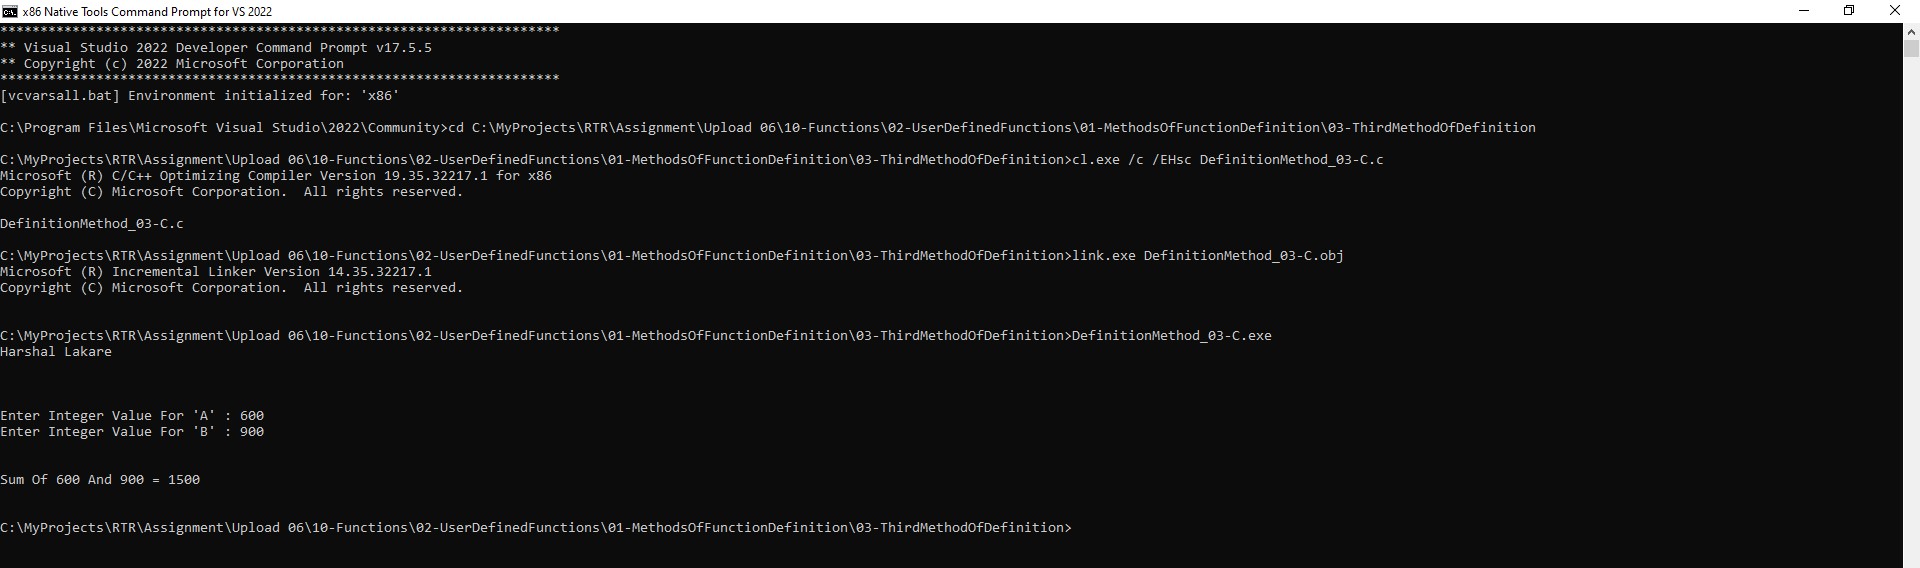 x86 Native Tools Command Prompt for VS 2022
**********************************************************************
** Visual Studio 2022 Developer Command Prompt v17.5.5
** Copyright (c) 2022 Microsoft Corporation
**********************************************************************
[vcvarsall.bat] Environment initialized for: 'x86'
C:\Program Files\Microsoft Visual Studio\2022\Community>cd C:\MyProjects\RTR\Assignment\Upload 06\10-Functions\02-UserDefinedFunctions\01-MethodsOfFunctionDefinition\03-ThirdMethodOfDefinition
C:\MyProjects\RTR\Assignment\Upload 06\10-Functions\02-UserDefinedFunctions\01-MethodsOfFunctionDefinition\03-ThirdMethodOfDefinition>cl.exe /c /EHsc DefinitionMethod_03-C.c
Microsoft (R) C/C++ Optimizing Compiler Version 19.35.32217.1 for x86
Copyright (C) Microsoft Corporation.  All rights reserved.
DefinitionMethod_03-C.c
C:\MyProjects\RTR\Assignment\Upload 06\10-Functions\02-UserDefinedFunctions\01-MethodsOfFunctionDefinition\03-ThirdMethodOfDefinition>link.exe DefinitionMethod_03-C.obj
Microsoft (R) Incremental Linker Version 14.35.32217.1
Copyright (C) Microsoft Corporation.  All rights reserved.
C:\MyProjects\RTR\Assignment\Upload 06\10-Functions\02-UserDefinedFunctions\01-MethodsOfFunctionDefinition\03-ThirdMethodOfDefinition>DefinitionMethod_03-C.exe
Harshal Lakare
Enter Integer Value For 'A' : 600
Enter Integer Value For 'B' : 900
Sum Of 600 And 900 = 1500
C:\MyProjects\RTR\Assignment\Upload 06\10-Functions\02-UserDefinedFunctions\01-MethodsOfFunctionDefinition\03-ThirdMethodOfDefinition>